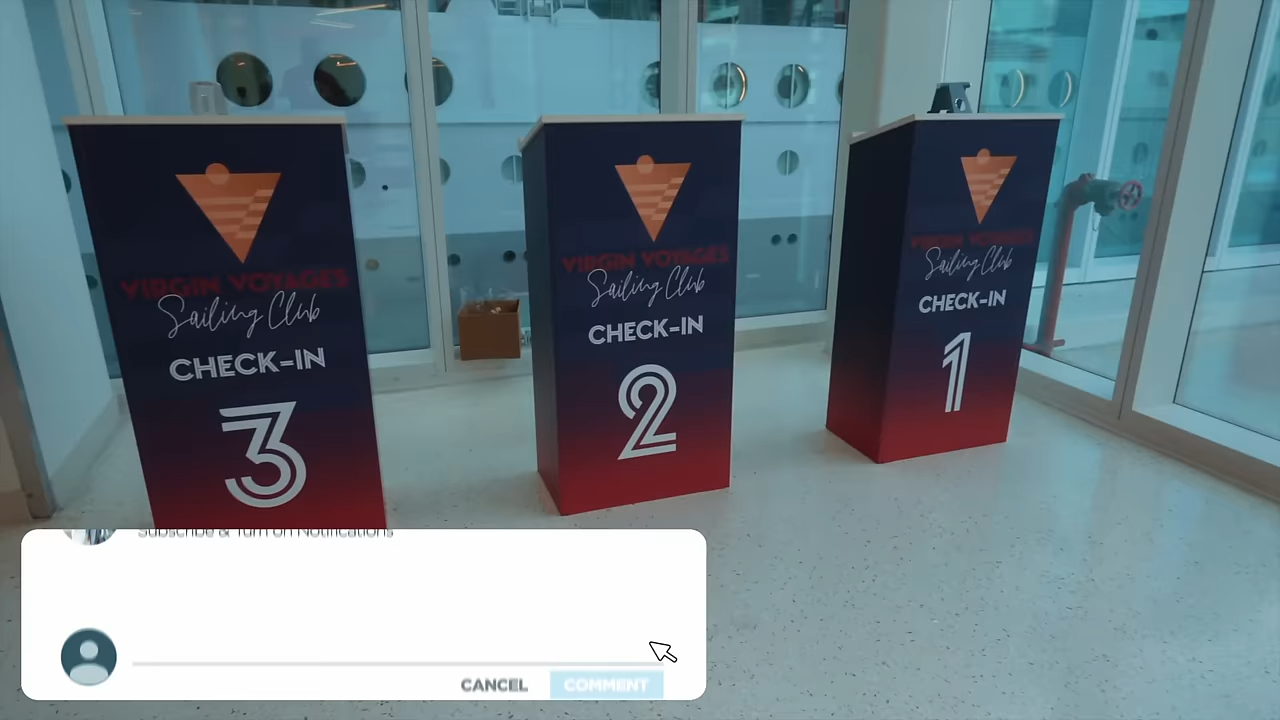 VIRGIN VOYAGES
Sailing Club
CHECK-IN
3
VIRGIN VOYAGES
Sailing Club
CHECK-IN
2
VIRGIN VOYAGES
Sailing Club
CHECK-IN
1
Subscribe & Turn on Notifications
CANCEL
COMMENT